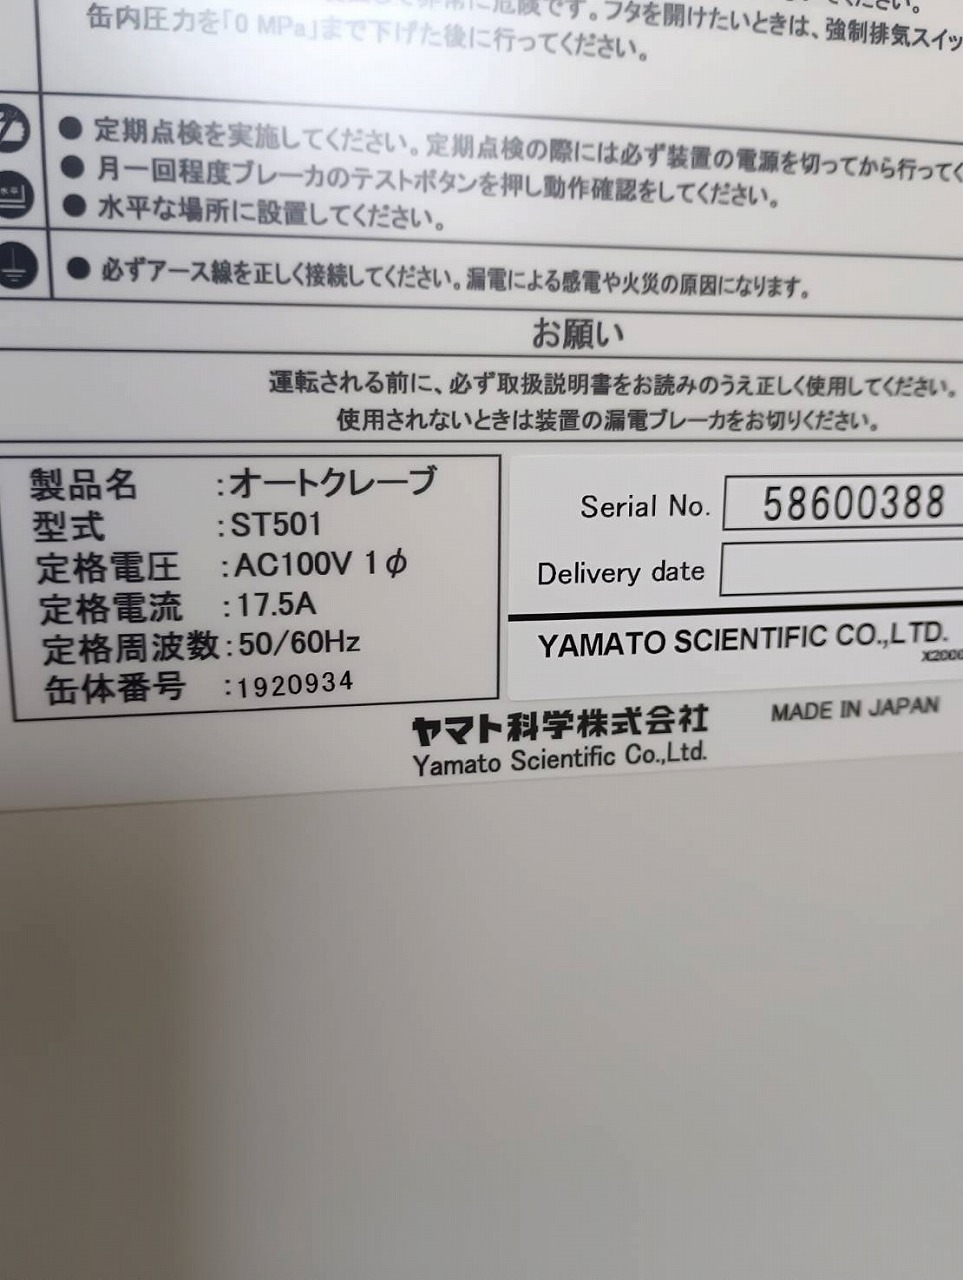 険です。フタを開けたいときは、強制排気スイッ
缶内圧力を「0 MPa」まで下げた後に行ってください。
● 定期点検を実施してください。定期点検の際には必ず装置の電源を切ってから行ってく
● 月一回程度ブレーカのテストボタンを押し動作確認をしてください。
水平
● 水平な場所に設置してください。
● 必ずアース線を正しく接続してください。漏電による感電や火災の原因になります。
お願い
運転される前に、必ず取扱説明書をお読みのうえ正しく使用してください。
使用されないときは装置の漏電ブレーカをお切りください。
製品名 :オートクレーブ
型式 :ST501
定格電圧 :AC100V 1φ
定格電流 :17.5A
定格周波数:50/60Hz
缶体番号 :1920934
Serial No. 58600388
Delivery date
YAMATO SCIENTIFIC CO.,LTD.
X2000
ヤマト科学株式会社
Yamato Scientific Co.,Ltd.
MADE IN JAPAN